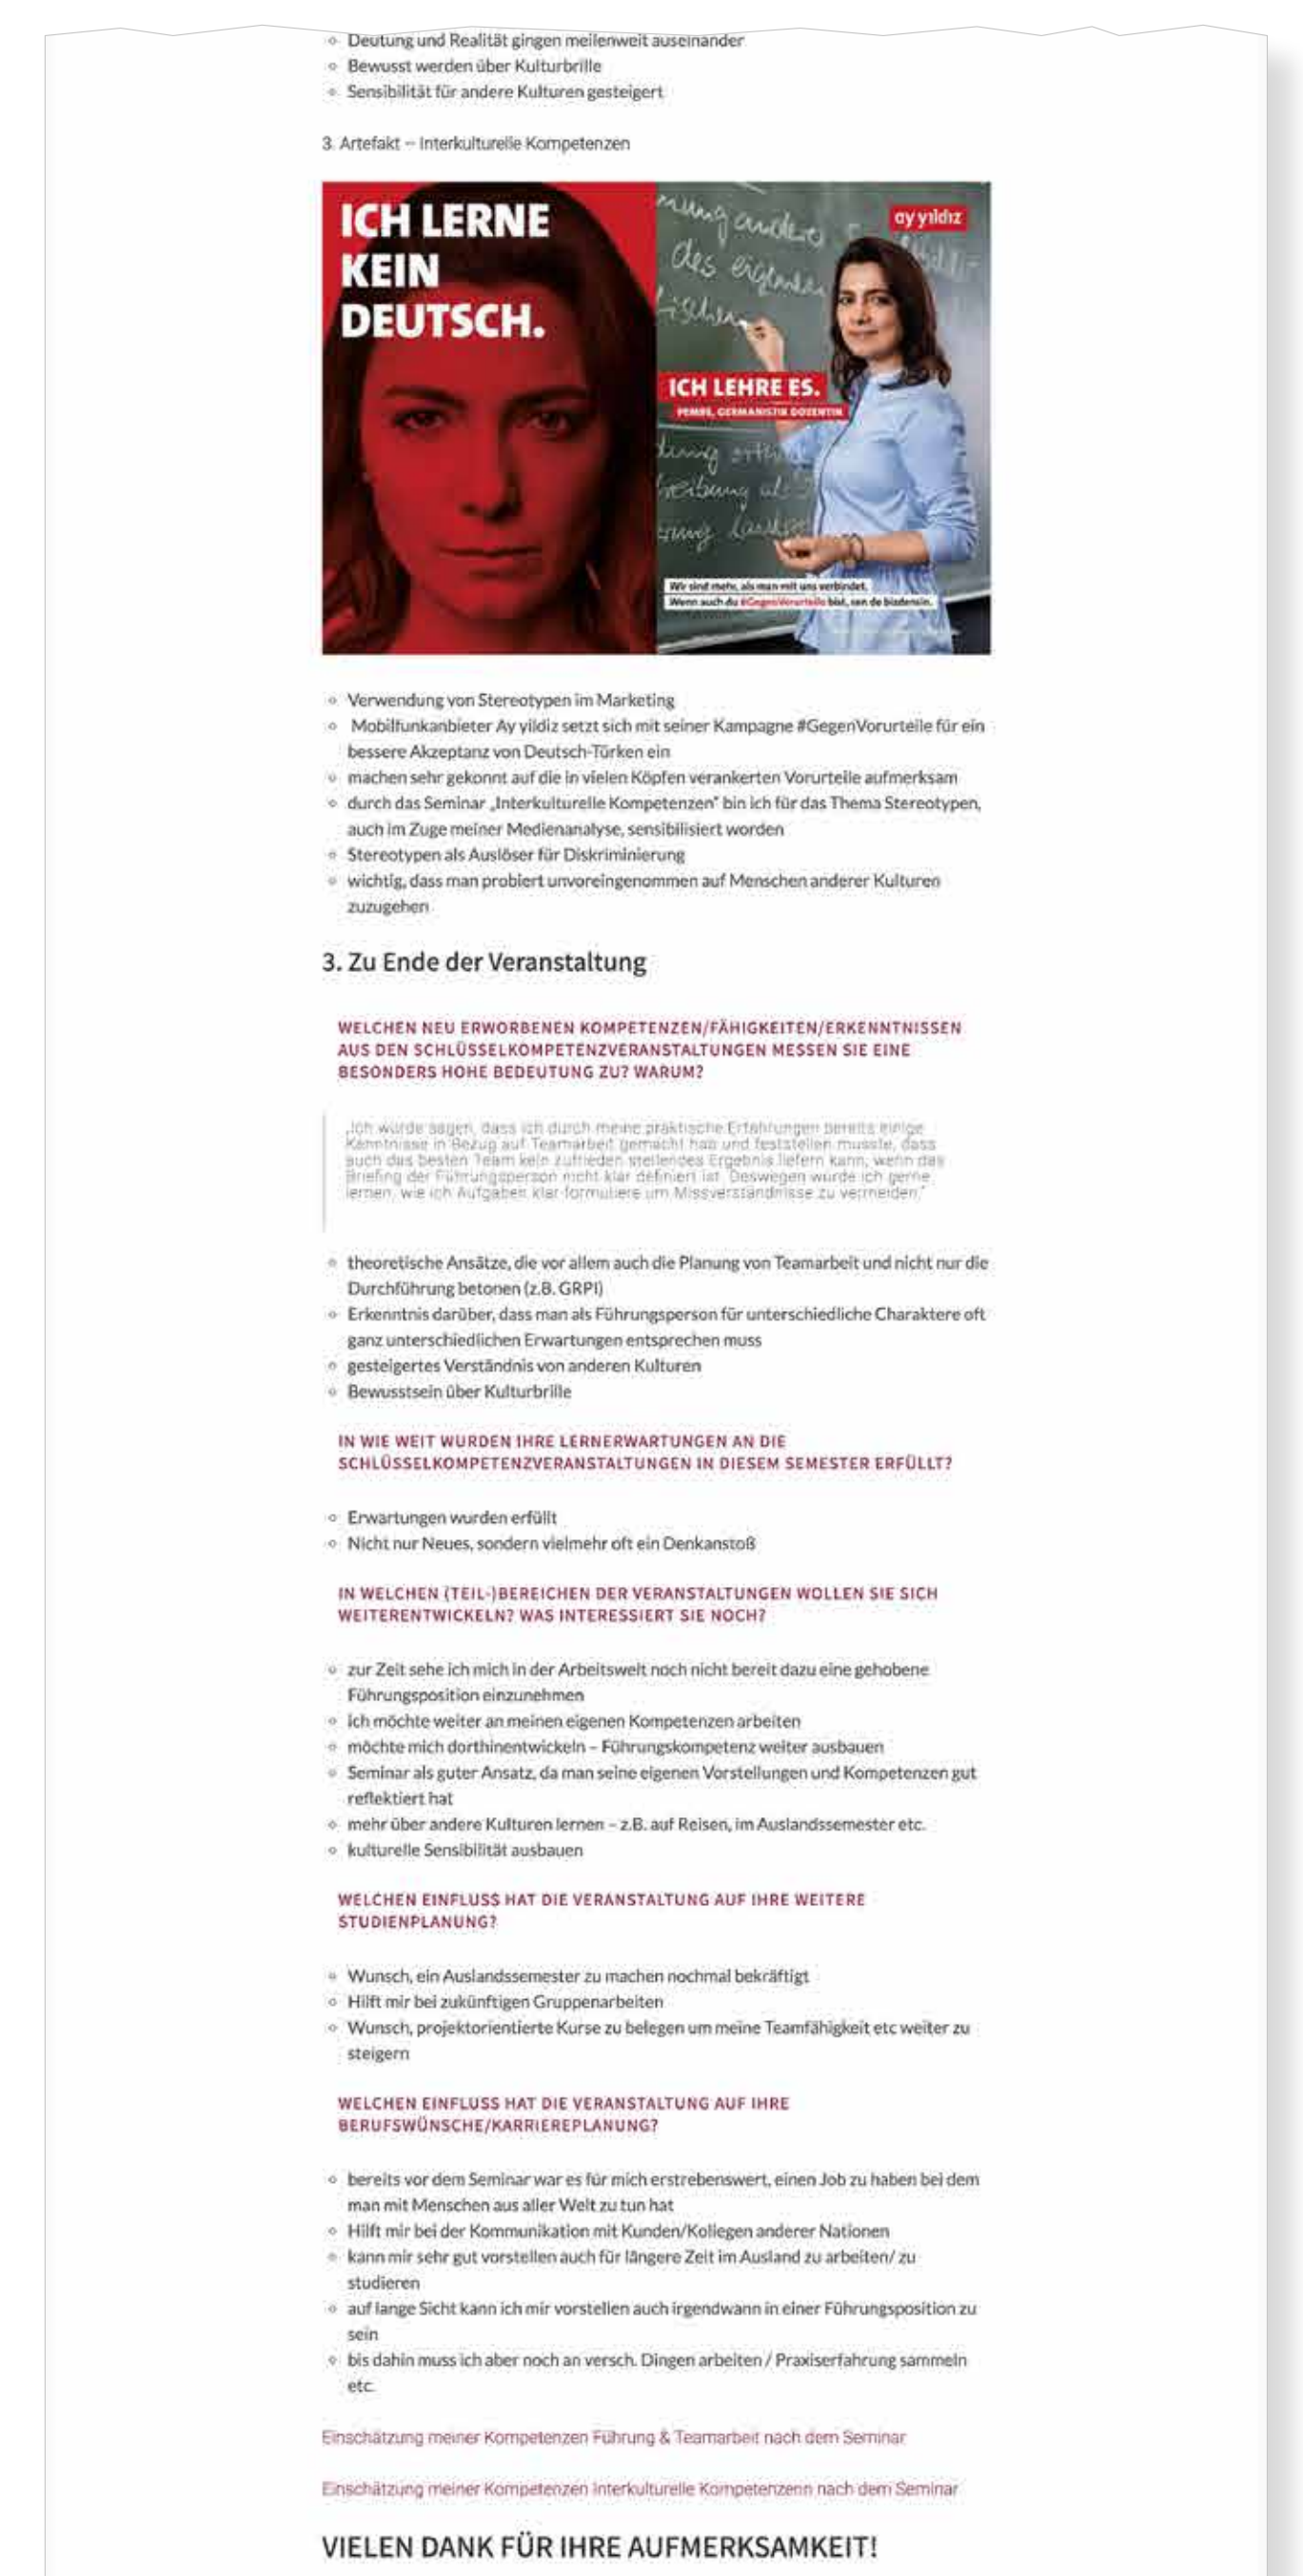 Deutung und Realität gingen meilenweit auseinander
Bewusst werden über Kulturbrille
Sensibilität für andere Kulturen gesteigert
3. Artefakt – Interkulturelle Kompetenzen
ICH LERNE
KEIN
DEUTSCH.
ay yıldız
ICH LEHRE ES.
GERMANISTIK DOZENTIN
Wir sind mehr, als man mit uns verbindet.
Wenn auch du #GegenVorurteile bist, sen de bizdensin.
Verwendung von Stereotypen im Marketing
Mobilfunkanbieter Ay yildiz setzt sich mit seiner Kampagne #GegenVorurteile für ein
bessere Akzeptanz von Deutsch-Türken ein
machen sehr gekonnt auf die in vielen Köpfen verankerten Vorurteile aufmerksam
durch das Seminar „Interkulturelle Kompetenzen" bin ich für das Thema Stereotypen,
auch im Zuge meiner Medienanalyse, sensibilisiert worden
Stereotypen als Auslöser für Diskriminierung
wichtig, dass man probiert unvoreingenommen auf Menschen anderer Kulturen
zuzugehen
3. Zu Ende der Veranstaltung
WELCHEN NEU ERWORBENEN KOMPETENZEN/FÄHIGKEITEN/ERKENNTNISSEN
AUS DEN SCHLÜSSELKOMPETENZVERANSTALTUNGEN MESSEN SIE EINE
BESONDERS HOHE BEDEUTUNG ZU? WARUM?
„Ich würde sagen, dass ich durch meine praktische Erfahrungen bereits einige
Kenntnisse in Bezug auf Teamarbeit gemacht hab und feststellen musste, dass
auch das besten Team kein zufrieden stellendes Ergebnis liefern kann, wenn das
Briefing der Führungsperson nicht klar definiert ist. Deswegen würde ich gerne
lernen, wie ich Aufgaben klar formuliere um Missverständnisse zu vermeiden."
theoretische Ansätze, die vor allem auch die Planung von Teamarbeit und nicht nur die
Durchführung betonen (z.B. GRPI)
Erkenntnis darüber, dass man als Führungsperson für unterschiedliche Charaktere oft
ganz unterschiedlichen Erwartungen entsprechen muss
gesteigertes Verständnis von anderen Kulturen
Bewusstsein über Kulturbrille
IN WIE WEIT WURDEN IHRE LERNERWARTUNGEN AN DIE
SCHLÜSSELKOMPETENZVERANSTALTUNGEN IN DIESEM SEMESTER ERFÜLLT?
Erwartungen wurden erfüllt
Nicht nur Neues, sondern vielmehr oft ein Denkanstoß
IN WELCHEN (TEIL-)BEREICHEN DER VERANSTALTUNGEN WOLLEN SIE SICH
WEITERENTWICKELN? WAS INTERESSIERT SIE NOCH?
zur Zeit sehe ich mich in der Arbeitswelt noch nicht bereit dazu eine gehobene
Führungsposition einzunehmen
ich möchte weiter an meinen eigenen Kompetenzen arbeiten
möchte mich dorthinentwickeln – Führungskompetenz weiter ausbauen
Seminar als guter Ansatz, da man seine eigenen Vorstellungen und Kompetenzen gut
reflektiert hat
mehr über andere Kulturen lernen – z.B. auf Reisen, im Auslandssemester etc.
kulturelle Sensibilität ausbauen
WELCHEN EINFLUSS HAT DIE VERANSTALTUNG AUF IHRE WEITERE
STUDIENPLANUNG?
Wunsch, ein Auslandssemester zu machen nochmal bekräftigt
Hilft mir bei zukünftigen Gruppenarbeiten
Wunsch, projektorientierte Kurse zu belegen um meine Teamfähigkeit etc weiter zu
steigern
WELCHEN EINFLUSS HAT DIE VERANSTALTUNG AUF IHRE
BERUFSWÜNSCHE/KARRIEREPLANUNG?
bereits vor dem Seminar war es für mich erstrebenswert, einen Job zu haben bei dem
man mit Menschen aus aller Welt zu tun hat
Hilft mir bei der Kommunikation mit Kunden/Kollegen anderer Nationen
kann mir sehr gut vorstellen auch für längere Zeit im Ausland zu arbeiten/ zu
studieren
auf lange Sicht kann ich mir vorstellen auch irgendwann in einer Führungsposition zu
sein
bis dahin muss ich aber noch an versch. Dingen arbeiten / Praxiserfahrung sammeln
etc.
Einschätzung meiner Kompetenzen Führung & Teamarbeit nach dem Seminar
Einschätzung meiner Kompetenzen Interkulturelle Kompetenzenn nach dem Seminar
VIELEN DANK FÜR IHRE AUFMERKSAMKEIT!